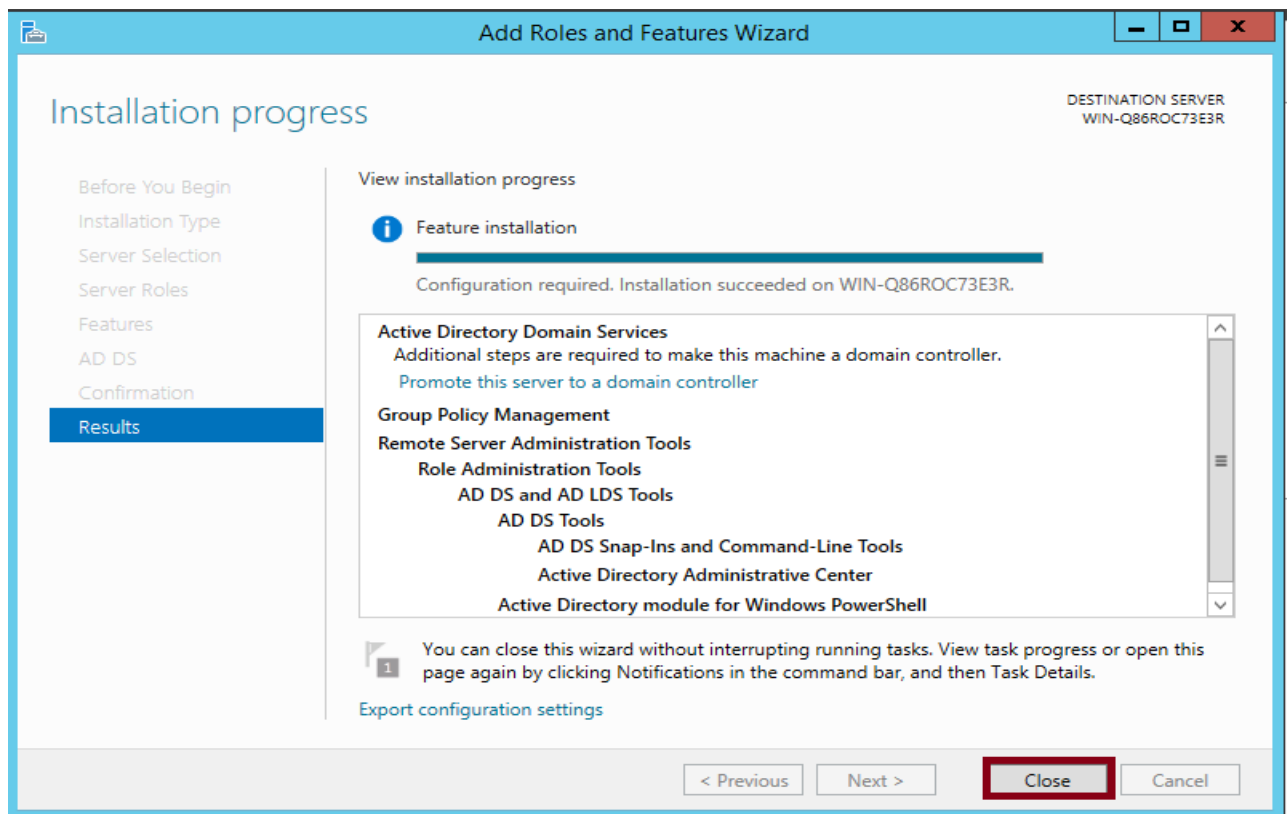 Add Roles and Features Wizard
Installation progress
DESTINATION SERVER
WIN-Q86ROC73E3R
Before You Begin
Installation Type
Server Selection
Server Roles
Features
AD DS
Confirmation
Results
View installation progress
Feature installation
Configuration required. Installation succeeded on WIN-Q86ROC73E3R.
Active Directory Domain Services
Additional steps are required to make this machine a domain controller.
Promote this server to a domain controller
Group Policy Management
Remote Server Administration Tools
Role Administration Tools
AD DS and AD LDS Tools
AD DS Tools
AD DS Snap-Ins and Command-Line Tools
Active Directory Administrative Center
Active Directory module for Windows PowerShell
1
You can close this wizard without interrupting running tasks. View task progress or open this
page again by clicking Notifications in the command bar, and then Task Details.
Export configuration settings
< Previous
Next >
Close
Cancel